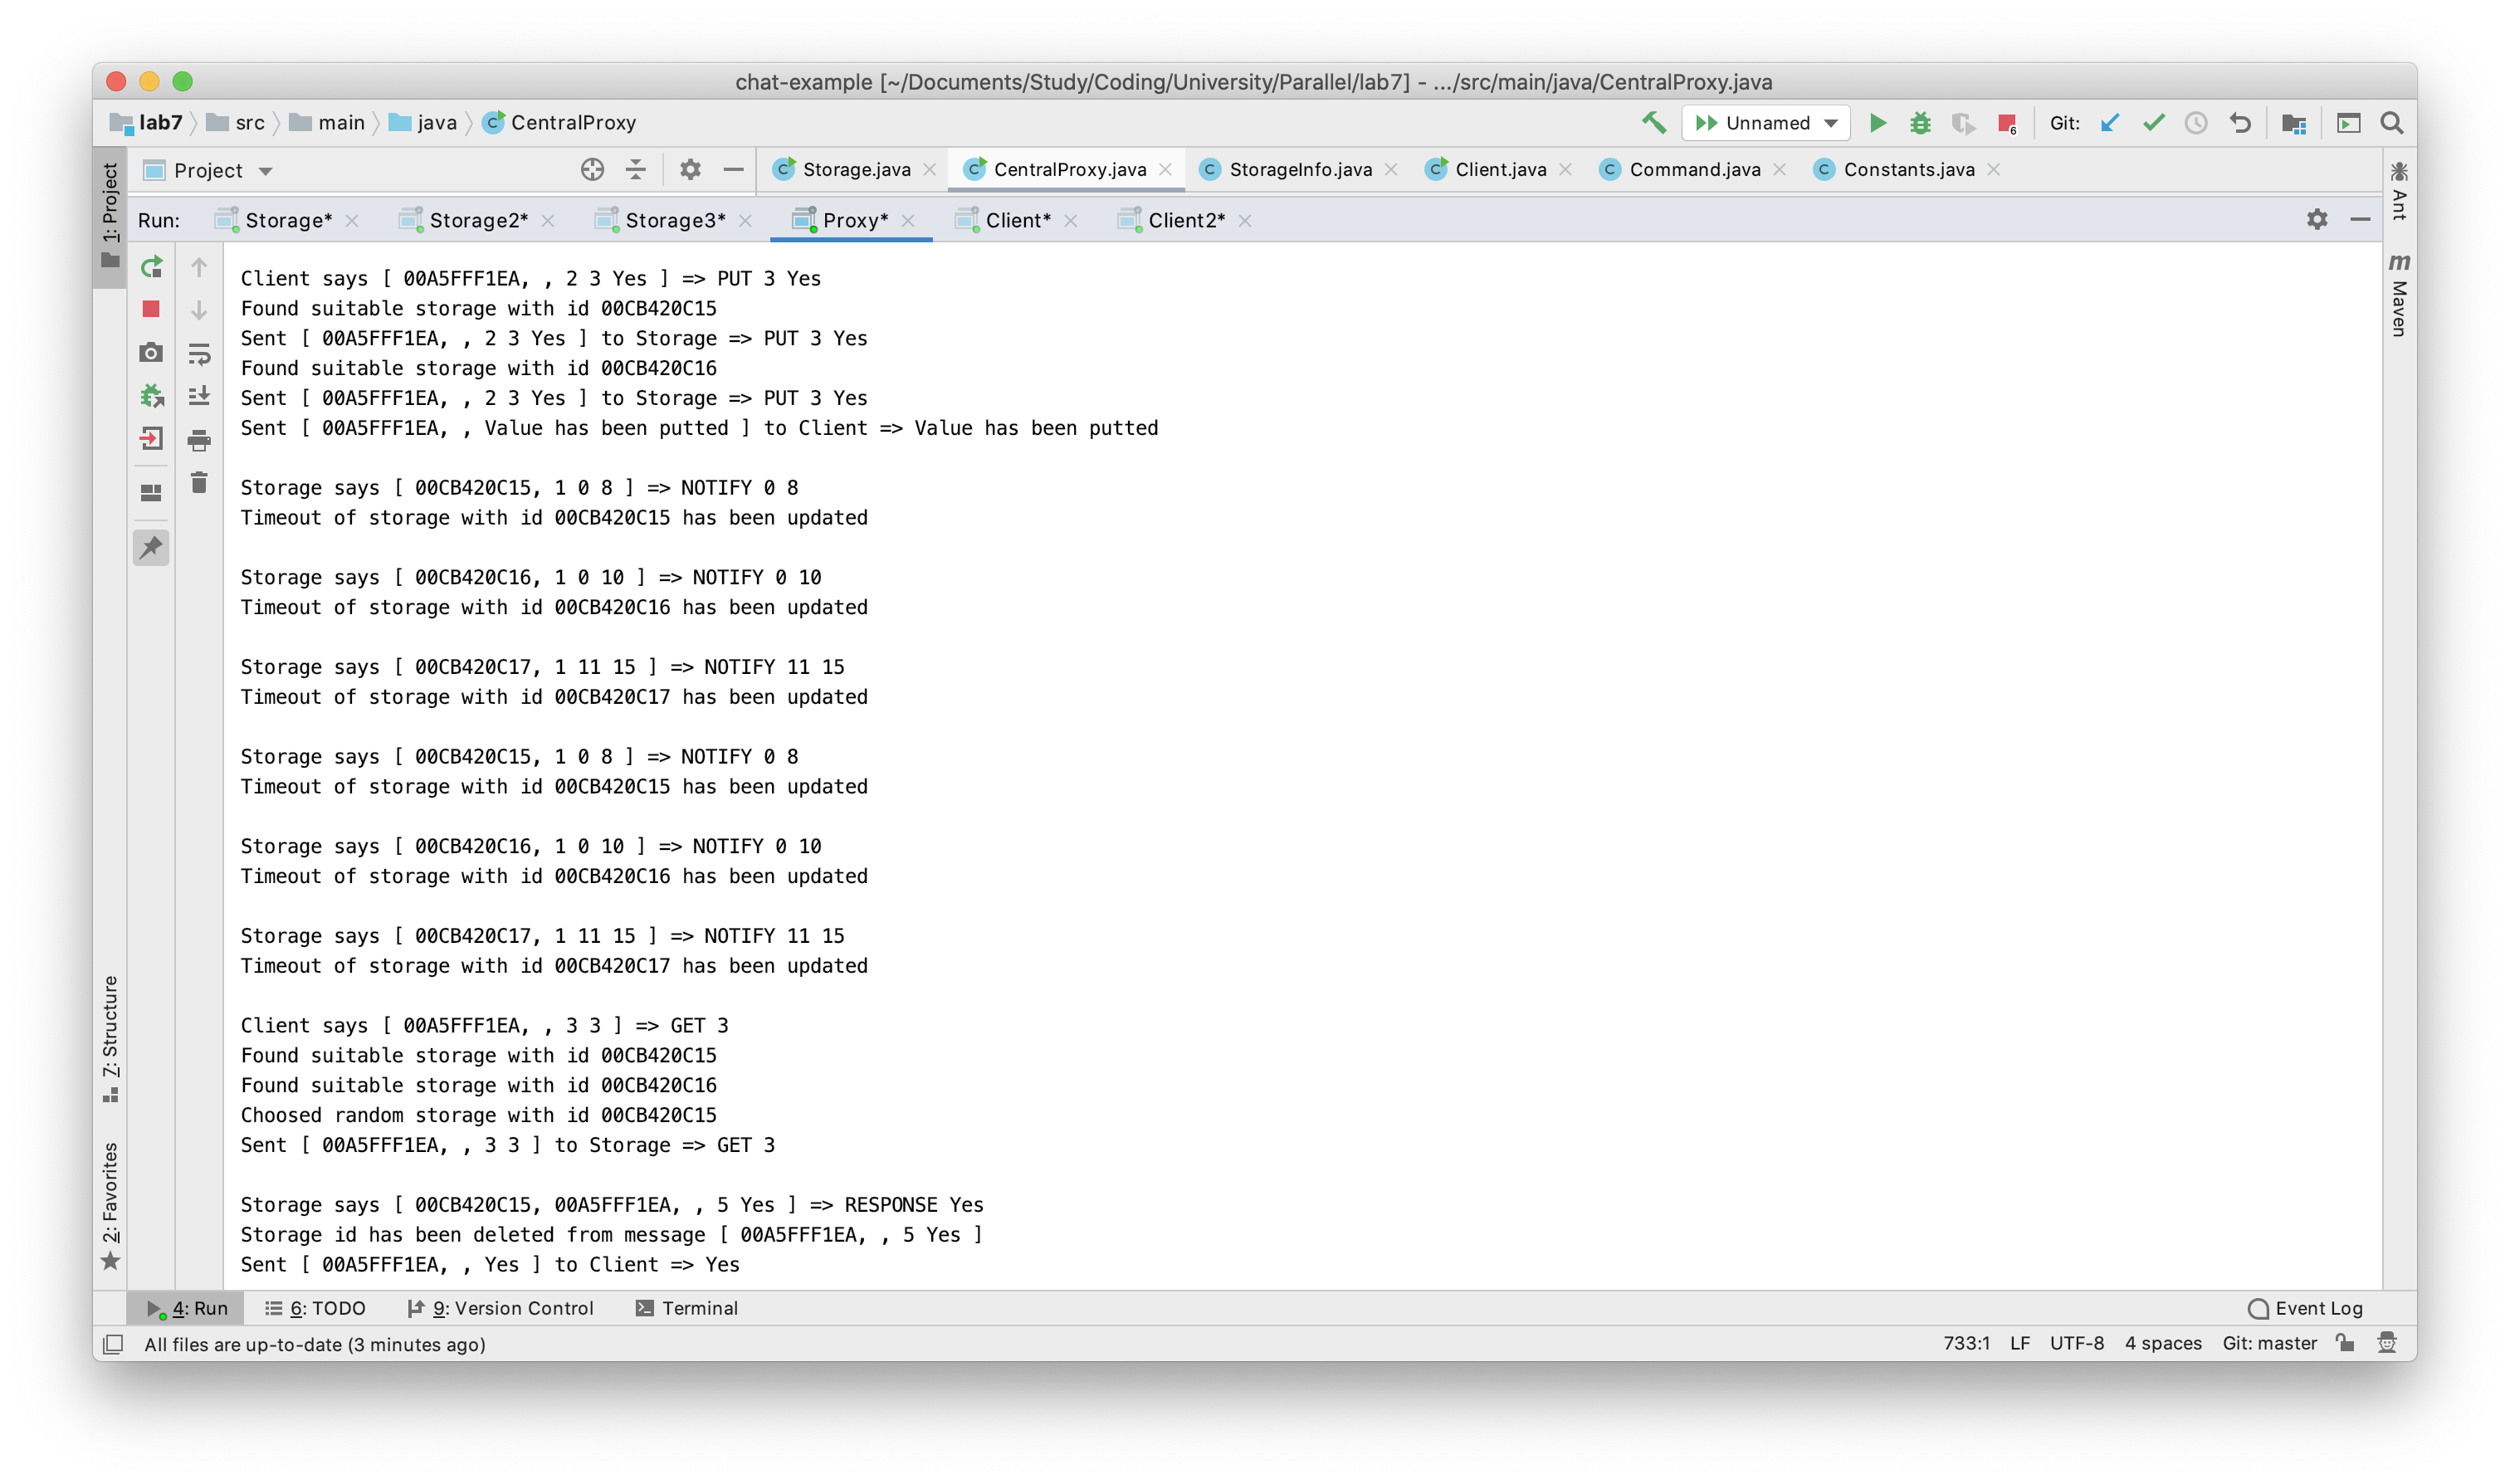 chat-example [~/Documents/Study/Coding/University/Parallel/lab7] - .../src/main/java/CentralProxy.java
lab7 src main java CentralProxy
Unnamed
6
Git:
1: Project
Project
Storage.java
CentralProxy.java
StorageInfo.java
Client.java
Command.java
Constants.java
Ant
Maven
Run: Storage* Storage2* Storage3* Proxy* Client* Client2*
Client says [ 00A5FFF1EA, , 2 3 Yes ] => PUT 3 Yes
Found suitable storage with id 00CB420C15
Sent [ 00A5FFF1EA, , 2 3 Yes ] to Storage => PUT 3 Yes
Found suitable storage with id 00CB420C16
Sent [ 00A5FFF1EA, , 2 3 Yes ] to Storage => PUT 3 Yes
Sent [ 00A5FFF1EA, , Value has been putted ] to Client => Value has been putted
Storage says [ 00CB420C15, 1 0 8 ] => NOTIFY 0 8
Timeout of storage with id 00CB420C15 has been updated
Storage says [ 00CB420C16, 1 0 10 ] => NOTIFY 0 10
Timeout of storage with id 00CB420C16 has been updated
Storage says [ 00CB420C17, 1 11 15 ] => NOTIFY 11 15
Timeout of storage with id 00CB420C17 has been updated
Storage says [ 00CB420C15, 1 0 8 ] => NOTIFY 0 8
Timeout of storage with id 00CB420C15 has been updated
Storage says [ 00CB420C16, 1 0 10 ] => NOTIFY 0 10
Timeout of storage with id 00CB420C16 has been updated
Storage says [ 00CB420C17, 1 11 15 ] => NOTIFY 11 15
Timeout of storage with id 00CB420C17 has been updated
Client says [ 00A5FFF1EA, , 3 3 ] => GET 3
Found suitable storage with id 00CB420C15
Found suitable storage with id 00CB420C16
Choosed random storage with id 00CB420C15
Sent [ 00A5FFF1EA, , 3 3 ] to Storage => GET 3
Storage says [ 00CB420C15, 00A5FFF1EA, , 5 Yes ] => RESPONSE Yes
Storage id has been deleted from message [ 00A5FFF1EA, , 5 Yes ]
Sent [ 00A5FFF1EA, , Yes ] to Client => Yes
7: Structure
2: Favorites
4: Run 6: TODO 9: Version Control Terminal Event Log
All files are up-to-date (3 minutes ago) 733:1 LF UTF-8 4 spaces Git: master